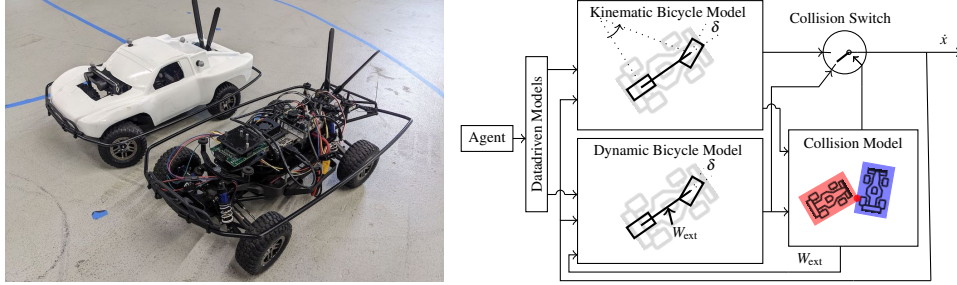 Kinematic Bicycle Model
δ
Collision Switch
ẋ
Agent
Datadriven Models
Dynamic Bicycle Model
δ
W_ext
Collision Model
W_ext